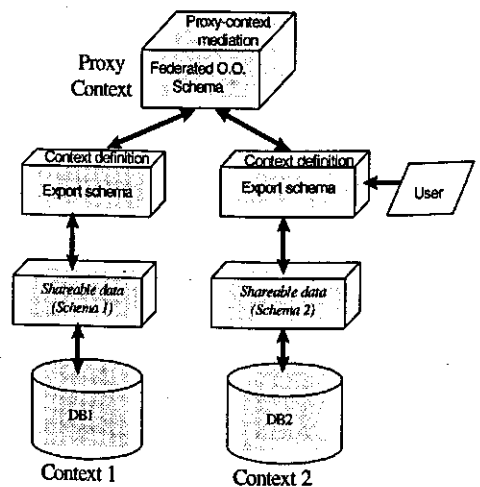 Proxy-context
mediation
Proxy
Context
Federated O.O.
Schema
Context definition
Export schema
Context definition
Export schema
User
Shareable data
(Schema 1)
Shareable data
(Schema 2)
DB1
DB2
Context 1
Context 2